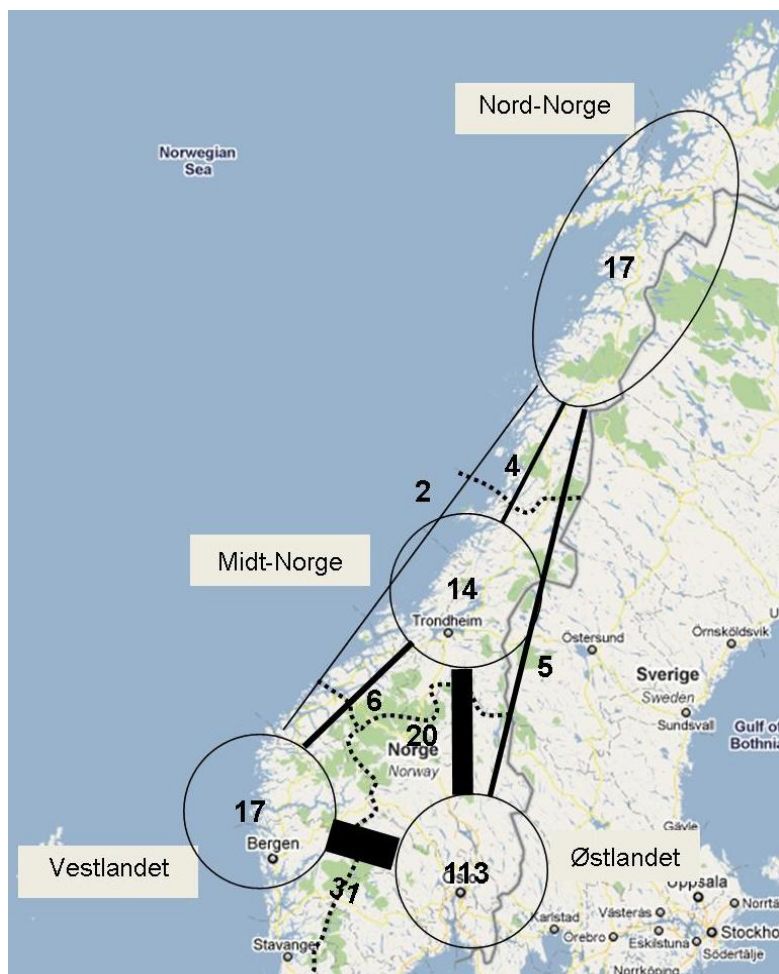 Nord-Norge
Norwegian
Sea
17
4
2
Midt-Norge
14
Trondheim
Östersund
Örnsköldsvik
5
Sverige
Sweden
Sundsvall
6
20
Norge
Norway
Gulf of
Bothnia
17
Bergen
Gävle
Vestlandet
113
Østlandet
Oslo
31
Uppsala
Karlstad
Västerås
Norrtä
Örebro
Stockho
Eskilstuna
Stavanger
Södertälje
Norrköping